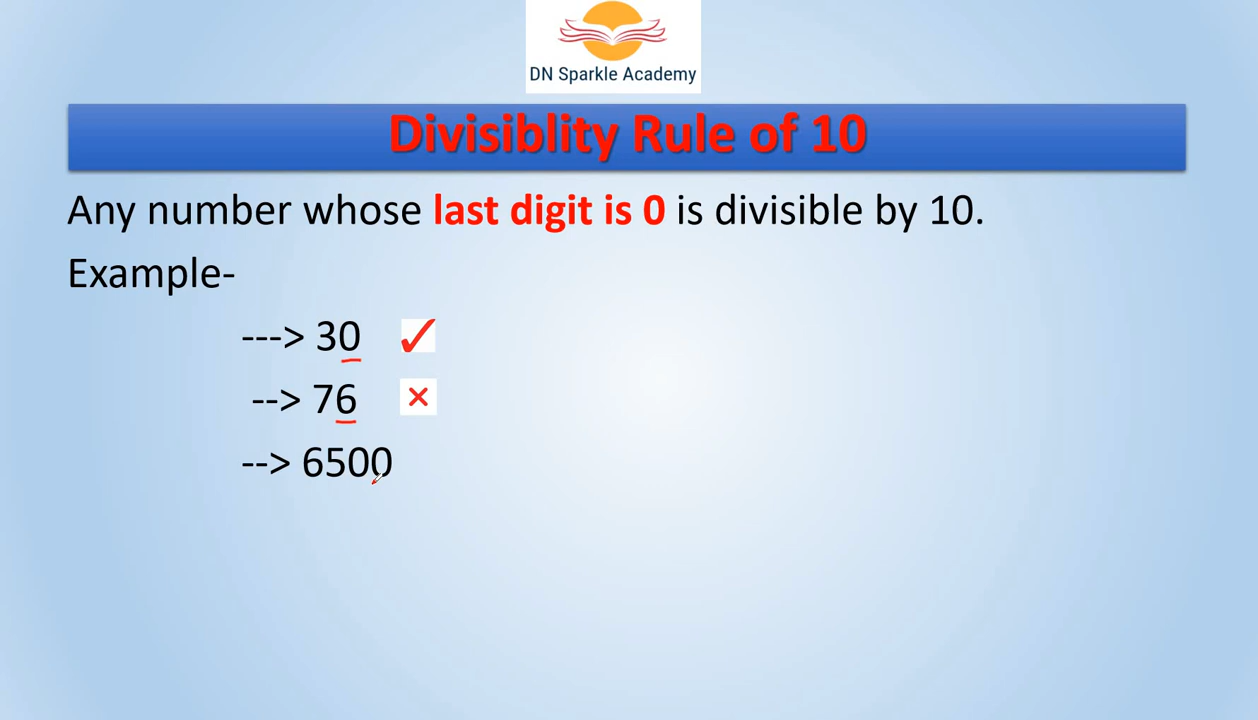 DN Sparkle Academy
Divisiblity Rule of 10
Any number whose last digit is 0 is divisible by 10.
Example-
---> 30 ✓
--> 76 ×
--> 6500